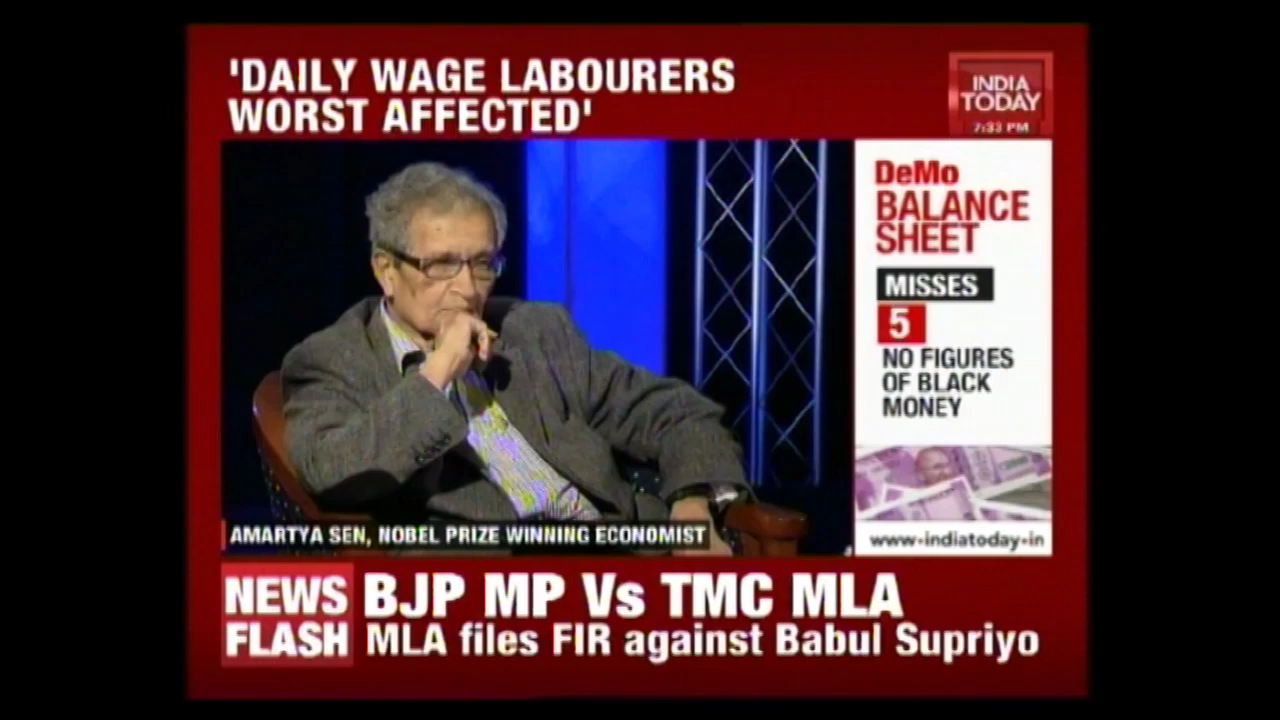 'DAILY WAGE LABOURERS
WORST AFFECTED'
INDIA
TODAY
7:33 PM
DeMo
BALANCE
SHEET
MISSES
5
NO FIGURES
OF BLACK
MONEY
www•indiatoday•in
AMARTYA SEN, NOBEL PRIZE WINNING ECONOMIST
NEWS
FLASH
BJP MP Vs TMC MLA
MLA files FIR against Babul Supriyo